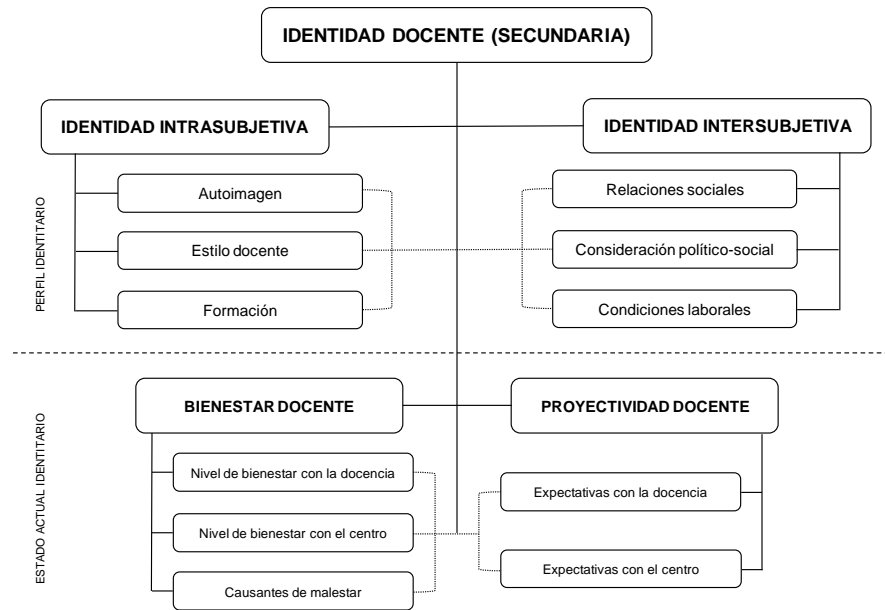 IDENTIDAD DOCENTE (SECUNDARIA)
IDENTIDAD INTRASUBJETIVA
IDENTIDAD INTERSUBJETIVA
PERFIL IDENTITARIO
Autoimagen
Estilo docente
Formación
Relaciones sociales
Consideración político-social
Condiciones laborales
BIENESTAR DOCENTE
PROYECTIVIDAD DOCENTE
ESTADO ACTUAL IDENTITARIO
Nivel de bienestar con la docencia
Nivel de bienestar con el centro
Causantes de malestar
Expectativas con la docencia
Expectativas con el centro